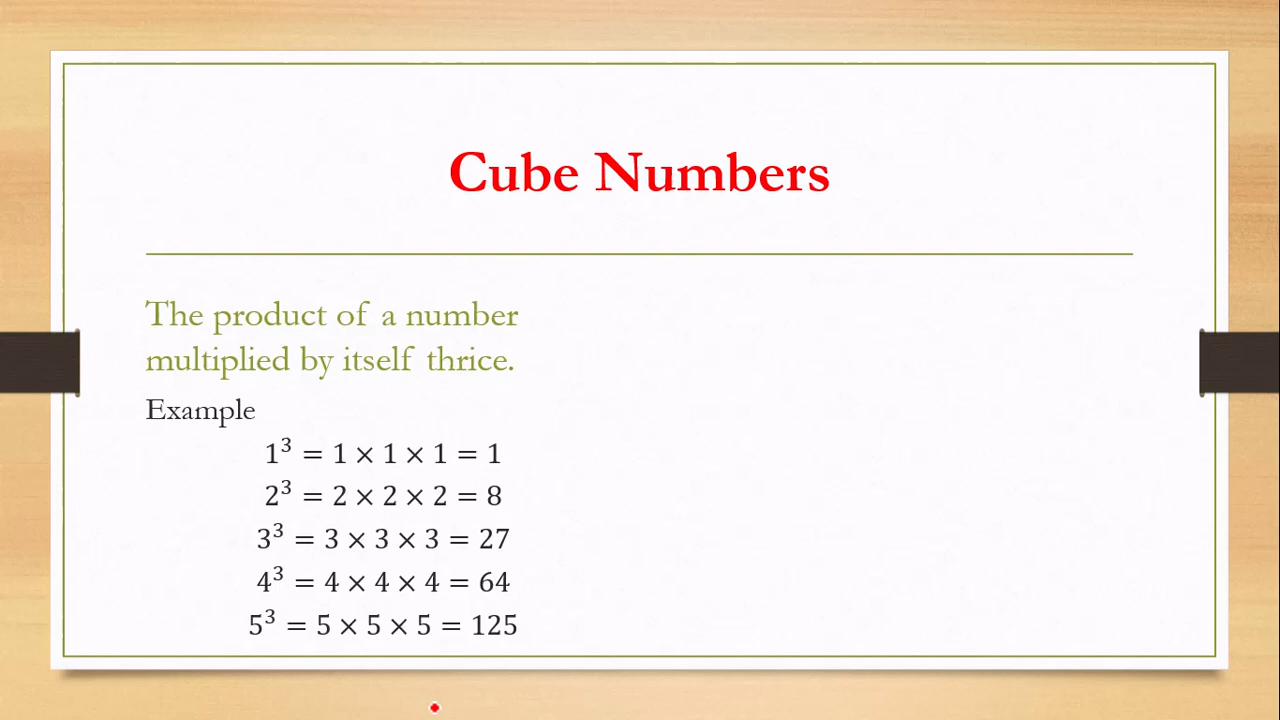 Cube Numbers
The product of a number
multiplied by itself thrice.
Example
1³ = 1 × 1 × 1 = 1
2³ = 2 × 2 × 2 = 8
3³ = 3 × 3 × 3 = 27
4³ = 4 × 4 × 4 = 64
5³ = 5 × 5 × 5 = 125